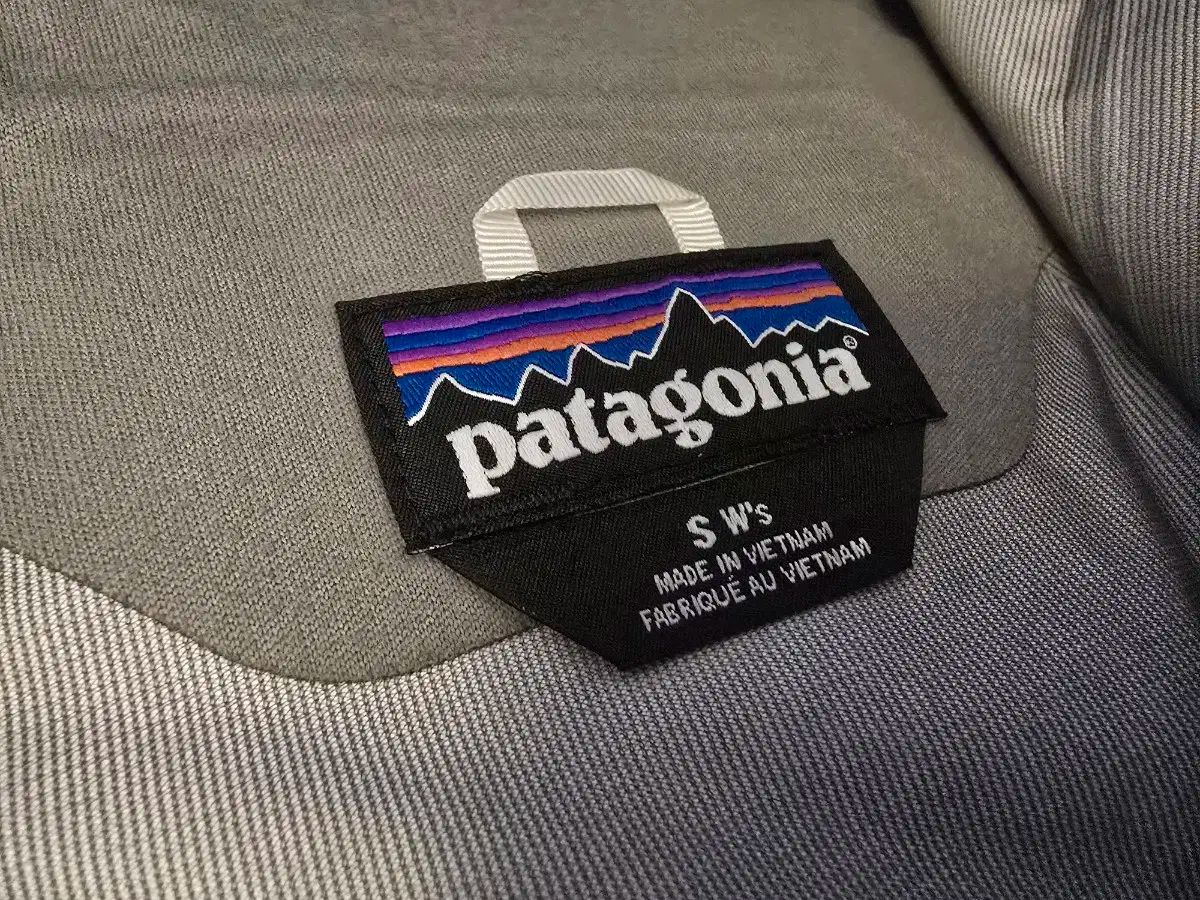 patagonia®
S W's
MADE IN VIETNAM
FABRIQUÉ AU VIETNAM